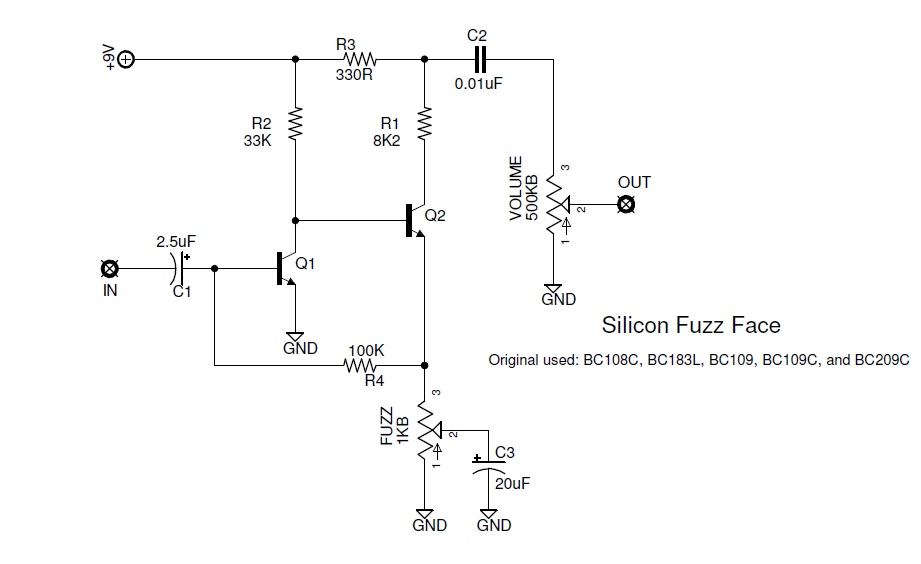 C2
R3
+9V
330R
0.01uF
R2
33K
R1
8K2
3
VOLUME
500KB
OUT
2
1
Q2
2.5uF
+
Q1
IN
C1
GND
GND
Silicon Fuzz Face
100K
R4
Original used: BC108C, BC183L, BC109, BC109C, and BC209C
3
FUZZ
1KB
2
1
+
C3
20uF
GND
GND